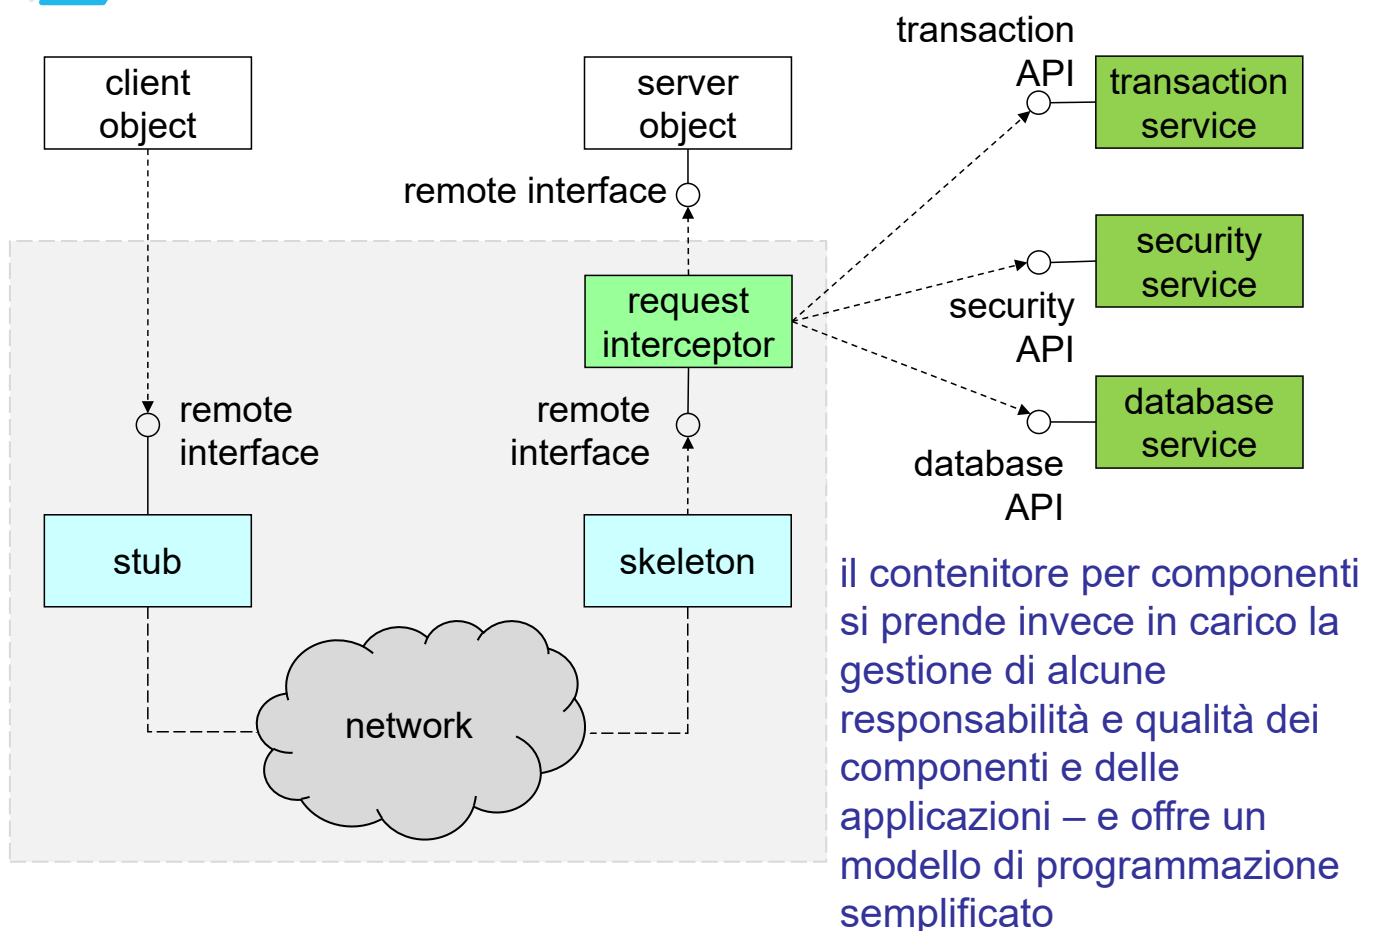 transaction
API
client
object
server
object
transaction
service
remote interface
security
service
request
interceptor
security
API
remote
interface
remote
interface
database
service
database
API
stub
skeleton
network
il contenitore per componenti
si prende invece in carico la
gestione di alcune
responsabilità e qualità dei
componenti e delle
applicazioni – e offre un
modello di programmazione
semplificato